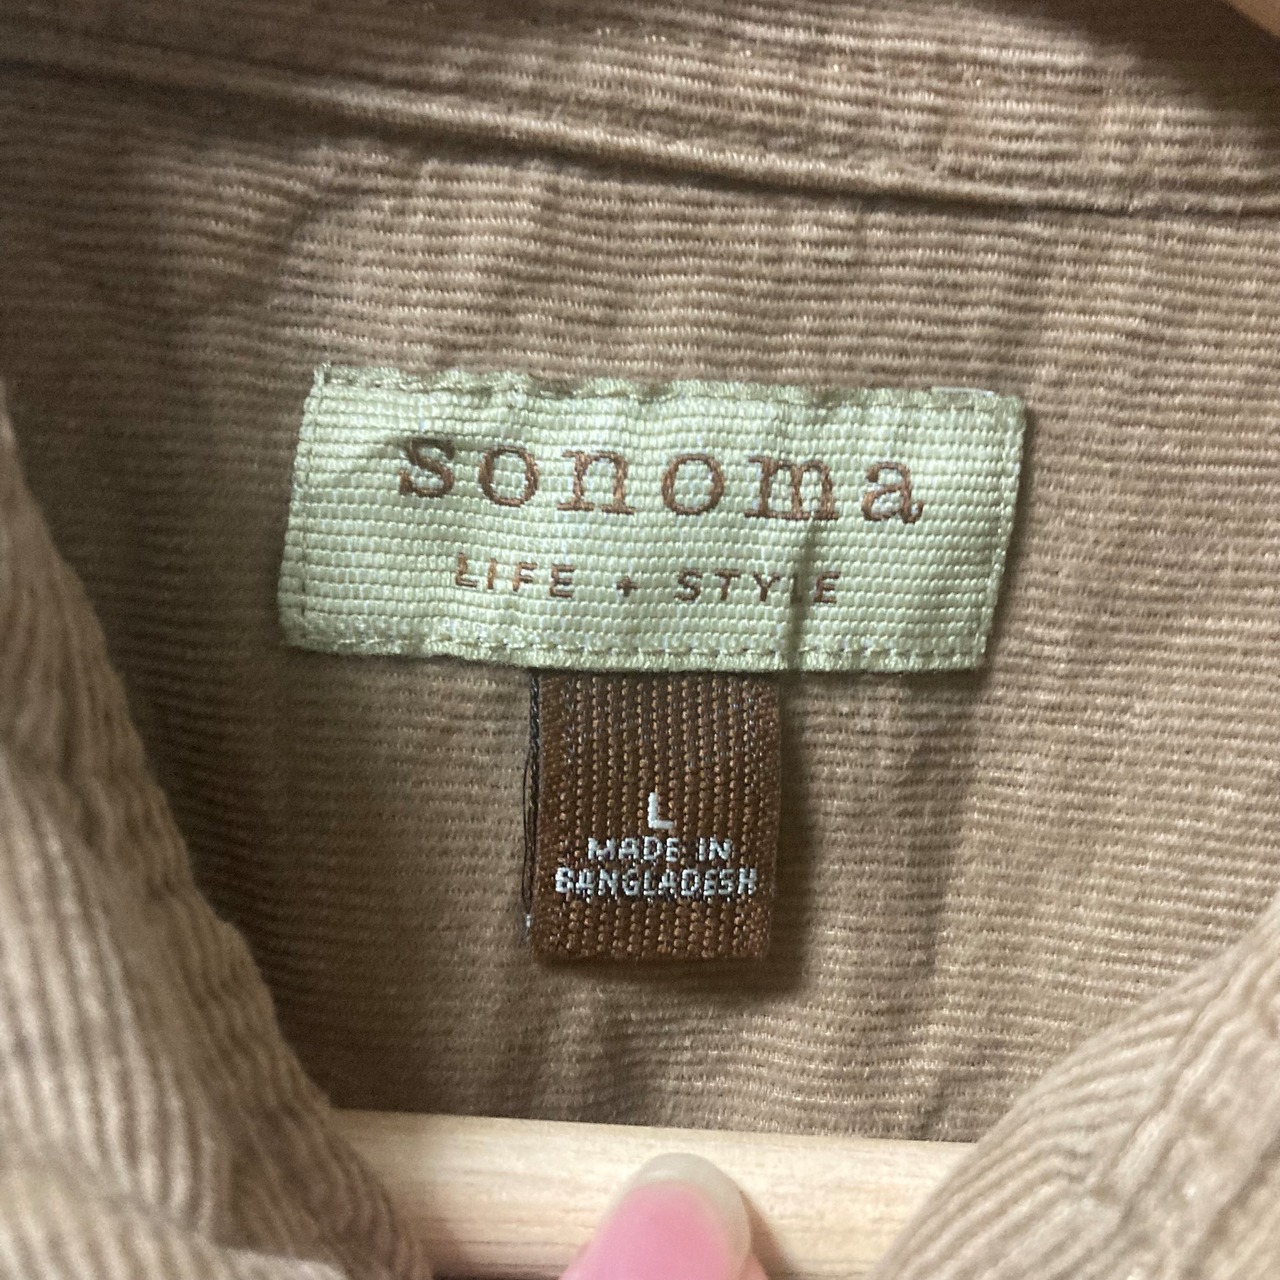 sonoma
LIFE + STYLE
L
MADE IN
BANGLADESH